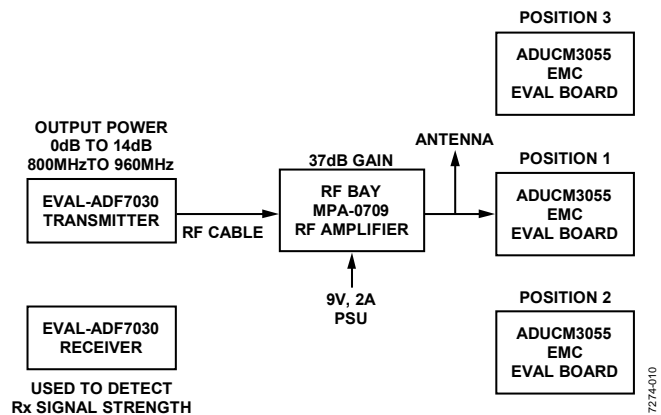 POSITION 3
ADUCM3055
EMC
EVAL BOARD
OUTPUT POWER
0dB TO 14dB
800MHzTO 960MHz
EVAL-ADF7030
TRANSMITTER
RF CABLE
37dB GAIN
RF BAY
MPA-0709
RF AMPLIFIER
9V, 2A
PSU
ANTENNA
POSITION 1
ADUCM3055
EMC
EVAL BOARD
EVAL-ADF7030
RECEIVER
USED TO DETECT
Rx SIGNAL STRENGTH
POSITION 2
ADUCM3055
EMC
EVAL BOARD
7274-010